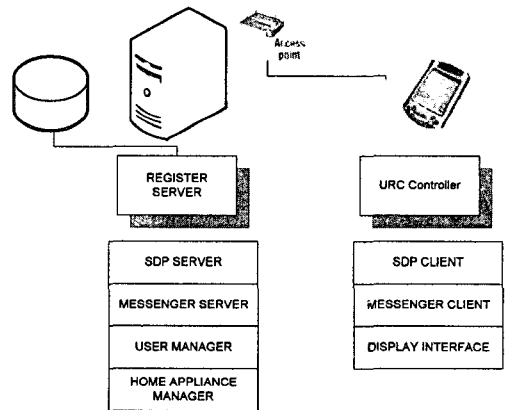 Access
point
REGISTER
SERVER
URC Controller
SDP SERVER
MESSENGER SERVER
USER MANAGER
HOME APPLIANCE
MANAGER
SDP CLIENT
MESSENGER CLIENT
DISPLAY INTERFACE